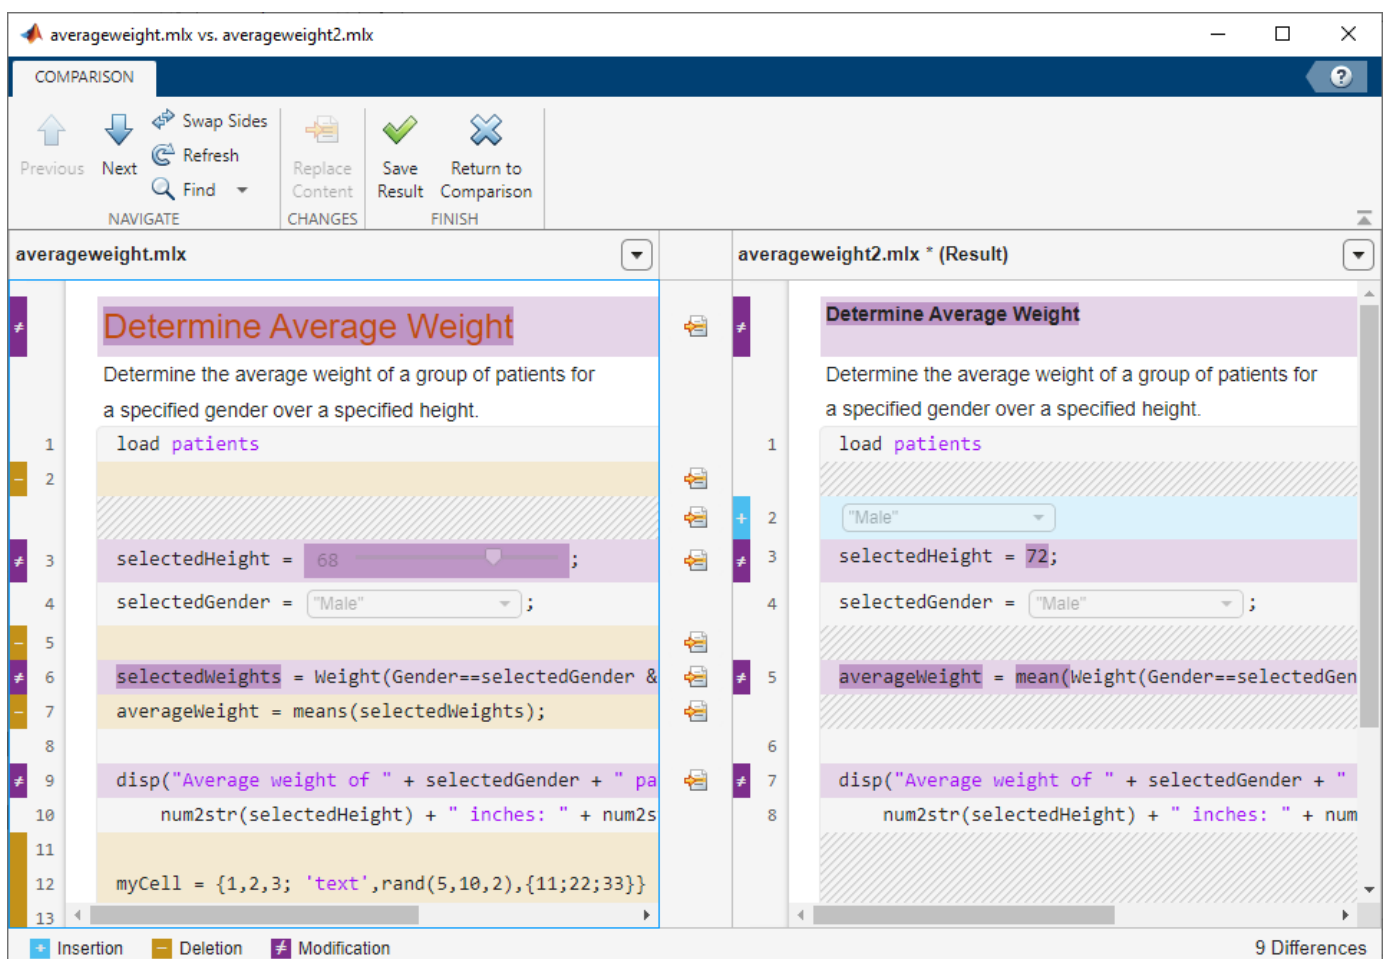 averageweight.mlx vs. averageweight2.mlx
COMPARISON
?
Previous
Next
Swap Sides
Refresh
Find
NAVIGATE
Replace Content
CHANGES
Save Result
Return to Comparison
FINISH
averageweight.mlx
≠ Determine Average Weight
Determine the average weight of a group of patients for
a specified gender over a specified height.
1 load patients
− 2
≠ 3 selectedHeight = 68 ;
4 selectedGender = "Male" ;
− 5
≠ 6 selectedWeights = Weight(Gender==selectedGender &
− 7 averageWeight = means(selectedWeights);
8
≠ 9 disp("Average weight of " + selectedGender + " pa
10 num2str(selectedHeight) + " inches: " + num2s
11
12 myCell = {1,2,3; 'text',rand(5,10,2),{11;22;33}}
13
averageweight2.mlx * (Result)
≠ Determine Average Weight
Determine the average weight of a group of patients for
a specified gender over a specified height.
1 load patients
+ 2 "Male"
≠ 3 selectedHeight = 72;
4 selectedGender = "Male" ;
≠ 5 averageWeight = mean(Weight(Gender==selectedGen
6
≠ 7 disp("Average weight of " + selectedGender + "
8 num2str(selectedHeight) + " inches: " + num
+ Insertion − Deletion ≠ Modification
9 Differences